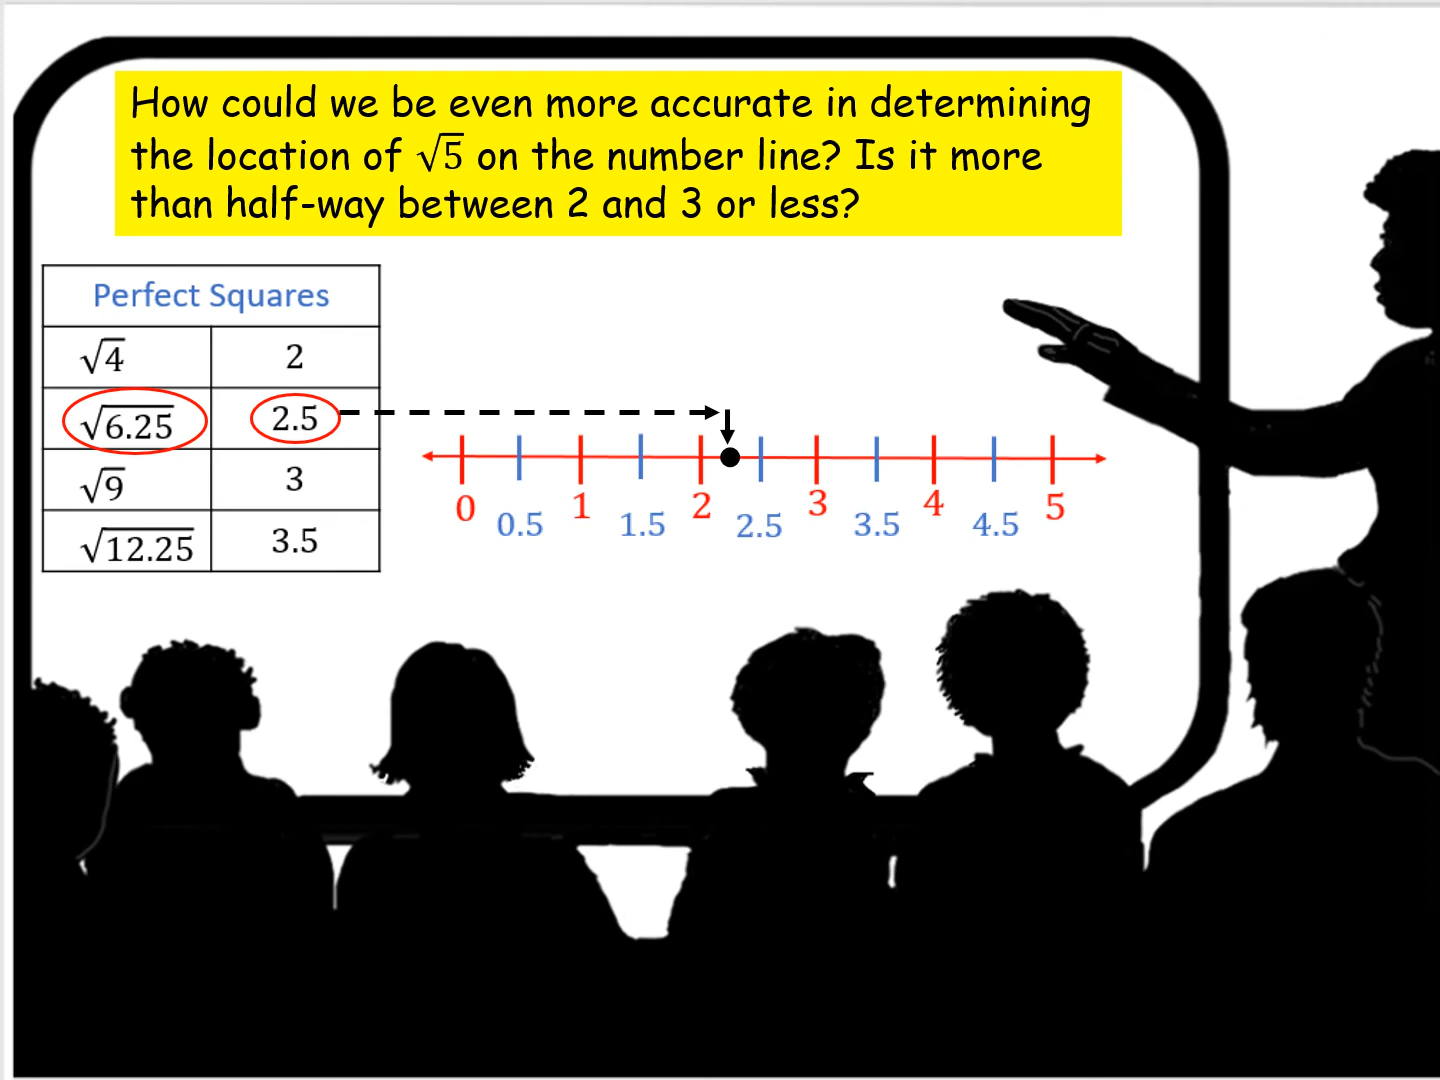 How could we be even more accurate in determining
the location of √5 on the number line? Is it more
than half-way between 2 and 3 or less?
Perfect Squares
√4 2
√6.25 2.5
√9 3
√12.25 3.5
0 1 2 3 4 5
0.5 1.5 2.5 3.5 4.5